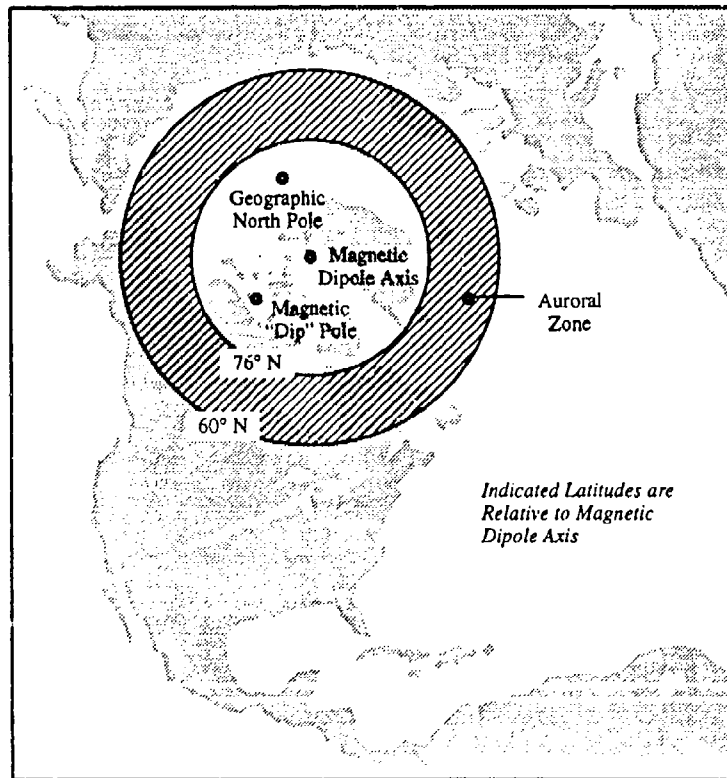 Geographic
North Pole
Magnetic
Dipole Axis
Magnetic
"Dip" Pole
Auroral
Zone
76° N
60° N
Indicated Latitudes are
Relative to Magnetic
Dipole Axis